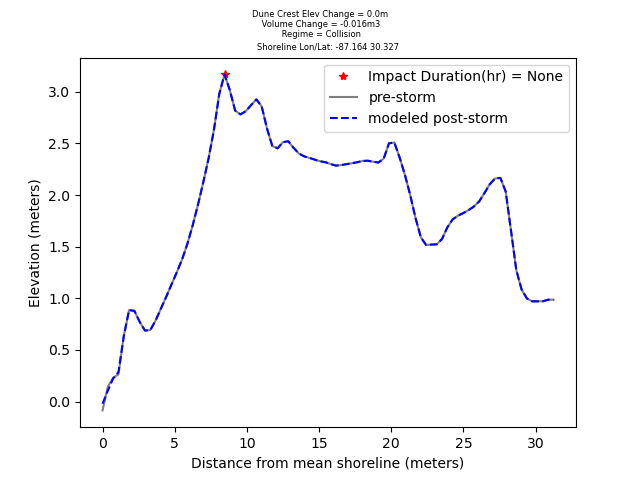 Dune Crest Elev Change = 0.0m
Volume Change = -0.016m3
Regime = Collision
Shoreline Lon/Lat: -87.164 30.327
Impact Duration(hr) = None
pre-storm
modeled post-storm
Elevation (meters)
3.0
2.5
2.0
1.5
1.0
0.5
0.0
0 5 10 15 20 25 30
Distance from mean shoreline (meters)